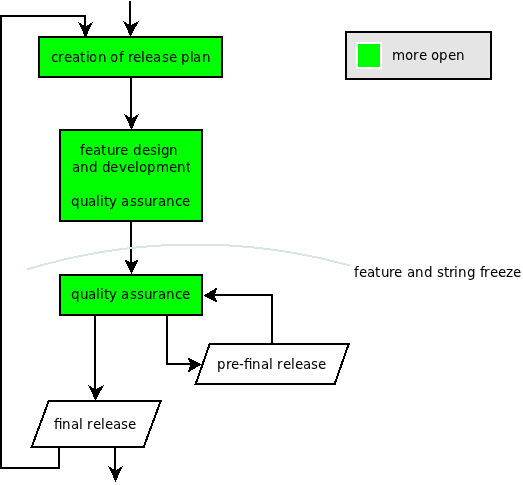 creation of release plan
more open
feature design
and development
quality assurance
feature and string freeze
quality assurance
pre-final release
final release